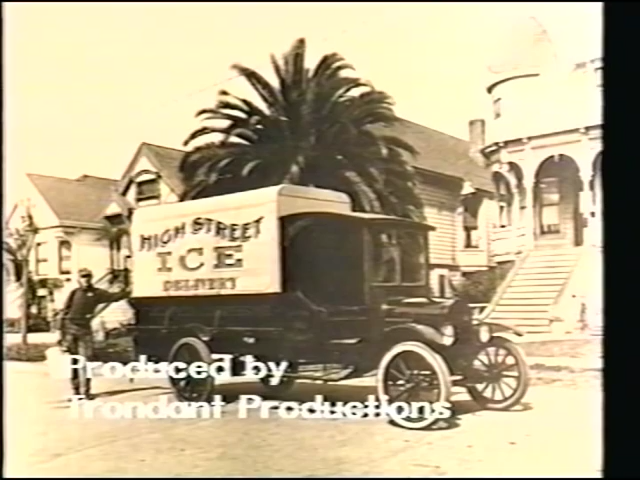 HIGH STREET
ICE
DELIVERY
Produced by
Trondant Productions